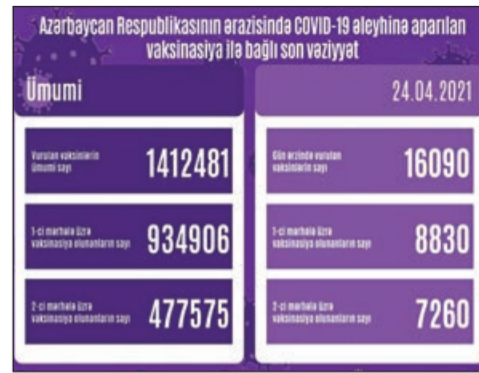 Azərbaycan Respublikasının ərazisində COVID-19 əleyhinə aparılan
vaksinasiya ilə bağlı son vəziyyət
Ümumi
Vurulan vaksinlərin
ümumi sayı
1412481
1-ci mərhələ üzrə
vaksinasiya olunanların sayı
934906
2-ci mərhələ üzrə
vaksinasiya olunanların sayı
477575
24.04.2021
Gün ərzində vurulan
vaksinlərin sayı
16090
1-ci mərhələ üzrə
vaksinasiya olunanların sayı
8830
2-ci mərhələ üzrə
vaksinasiya olunanların sayı
7260